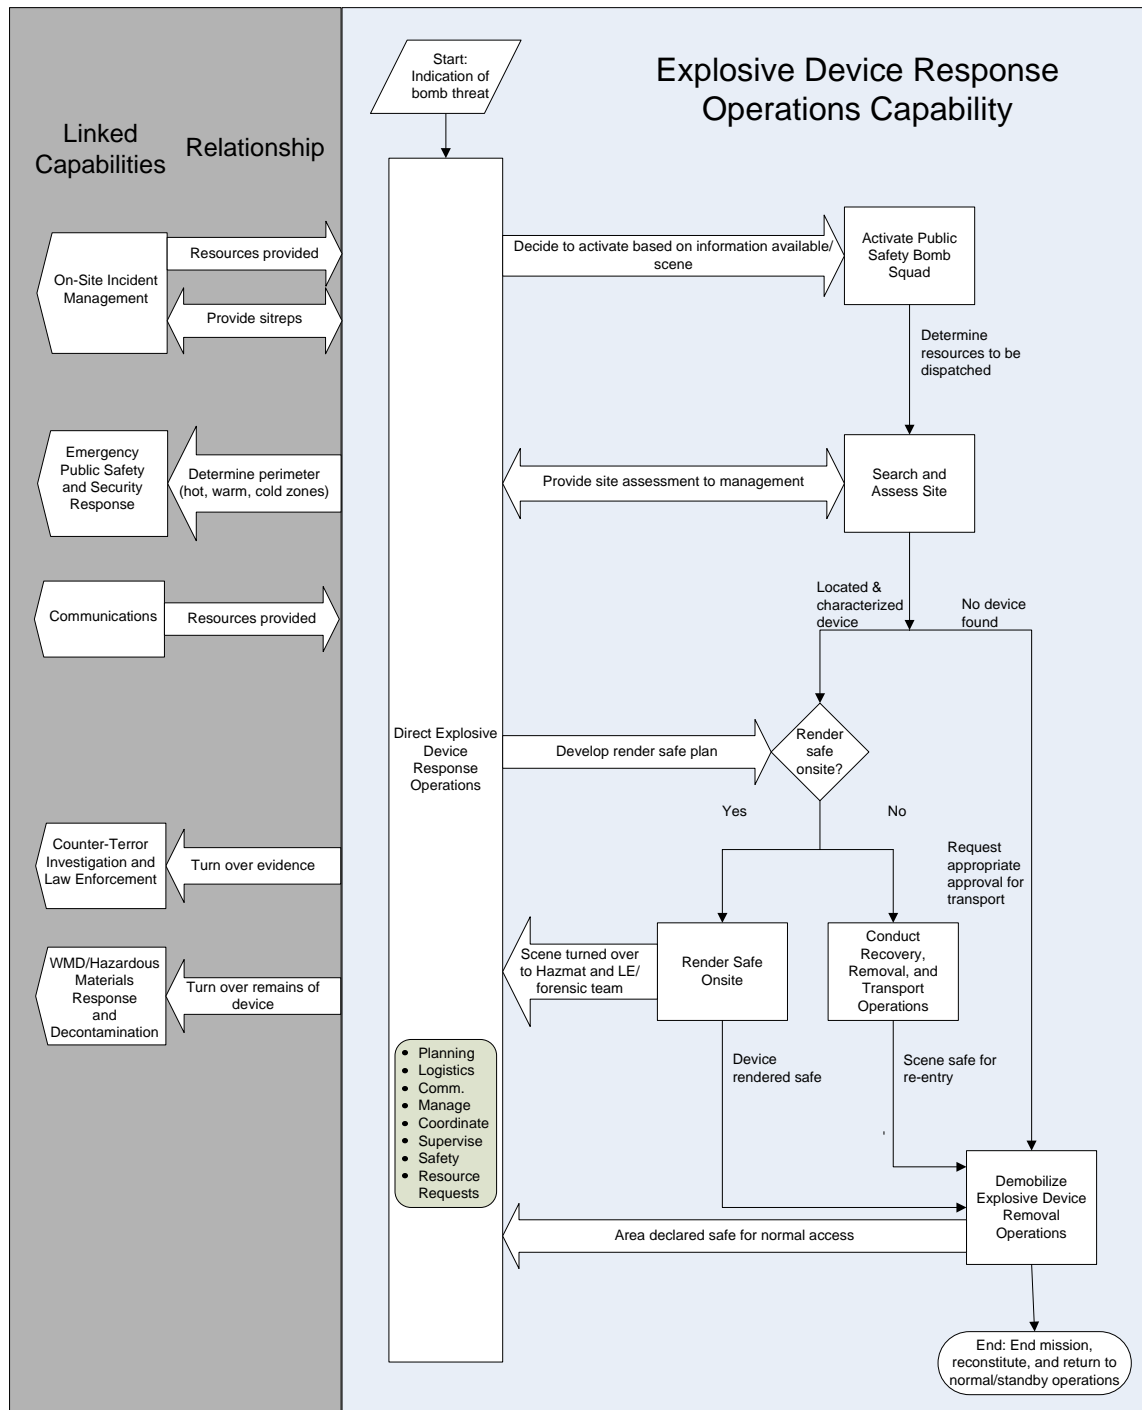 Explosive Device Response
Operations Capability
Linked
Capabilities
Relationship
Start:
Indication of
bomb threat
On-Site Incident
Management
Resources provided
Provide sitreps
Decide to activate based on information available/
scene
Activate Public
Safety Bomb
Squad
Determine
resources to be
dispatched
Emergency
Public Safety
and Security
Response
Determine perimeter
(hot, warm, cold zones)
Provide site assessment to management
Search and
Assess Site
Communications
Resources provided
Located &
characterized
device
No device
found
Direct Explosive
Device
Response
Operations
Develop render safe plan
Render
safe
onsite?
Yes
No
Counter-Terror
Investigation and
Law Enforcement
Turn over evidence
Request
appropriate
approval for
transport
WMD/Hazardous
Materials
Response
and
Decontamination
Turn over remains of
device
Scene turned over
to Hazmat and LE/
forensic team
Render Safe
Onsite
Conduct
Recovery,
Removal, and
Transport
Operations
• Planning
• Logistics
• Comm.
• Manage
• Coordinate
• Supervise
• Safety
• Resource
Requests
Device
rendered safe
Scene safe for
re-entry
Demobilize
Explosive Device
Removal
Operations
Area declared safe for normal access
End: End mission,
reconstitute, and return to
normal/standby operations